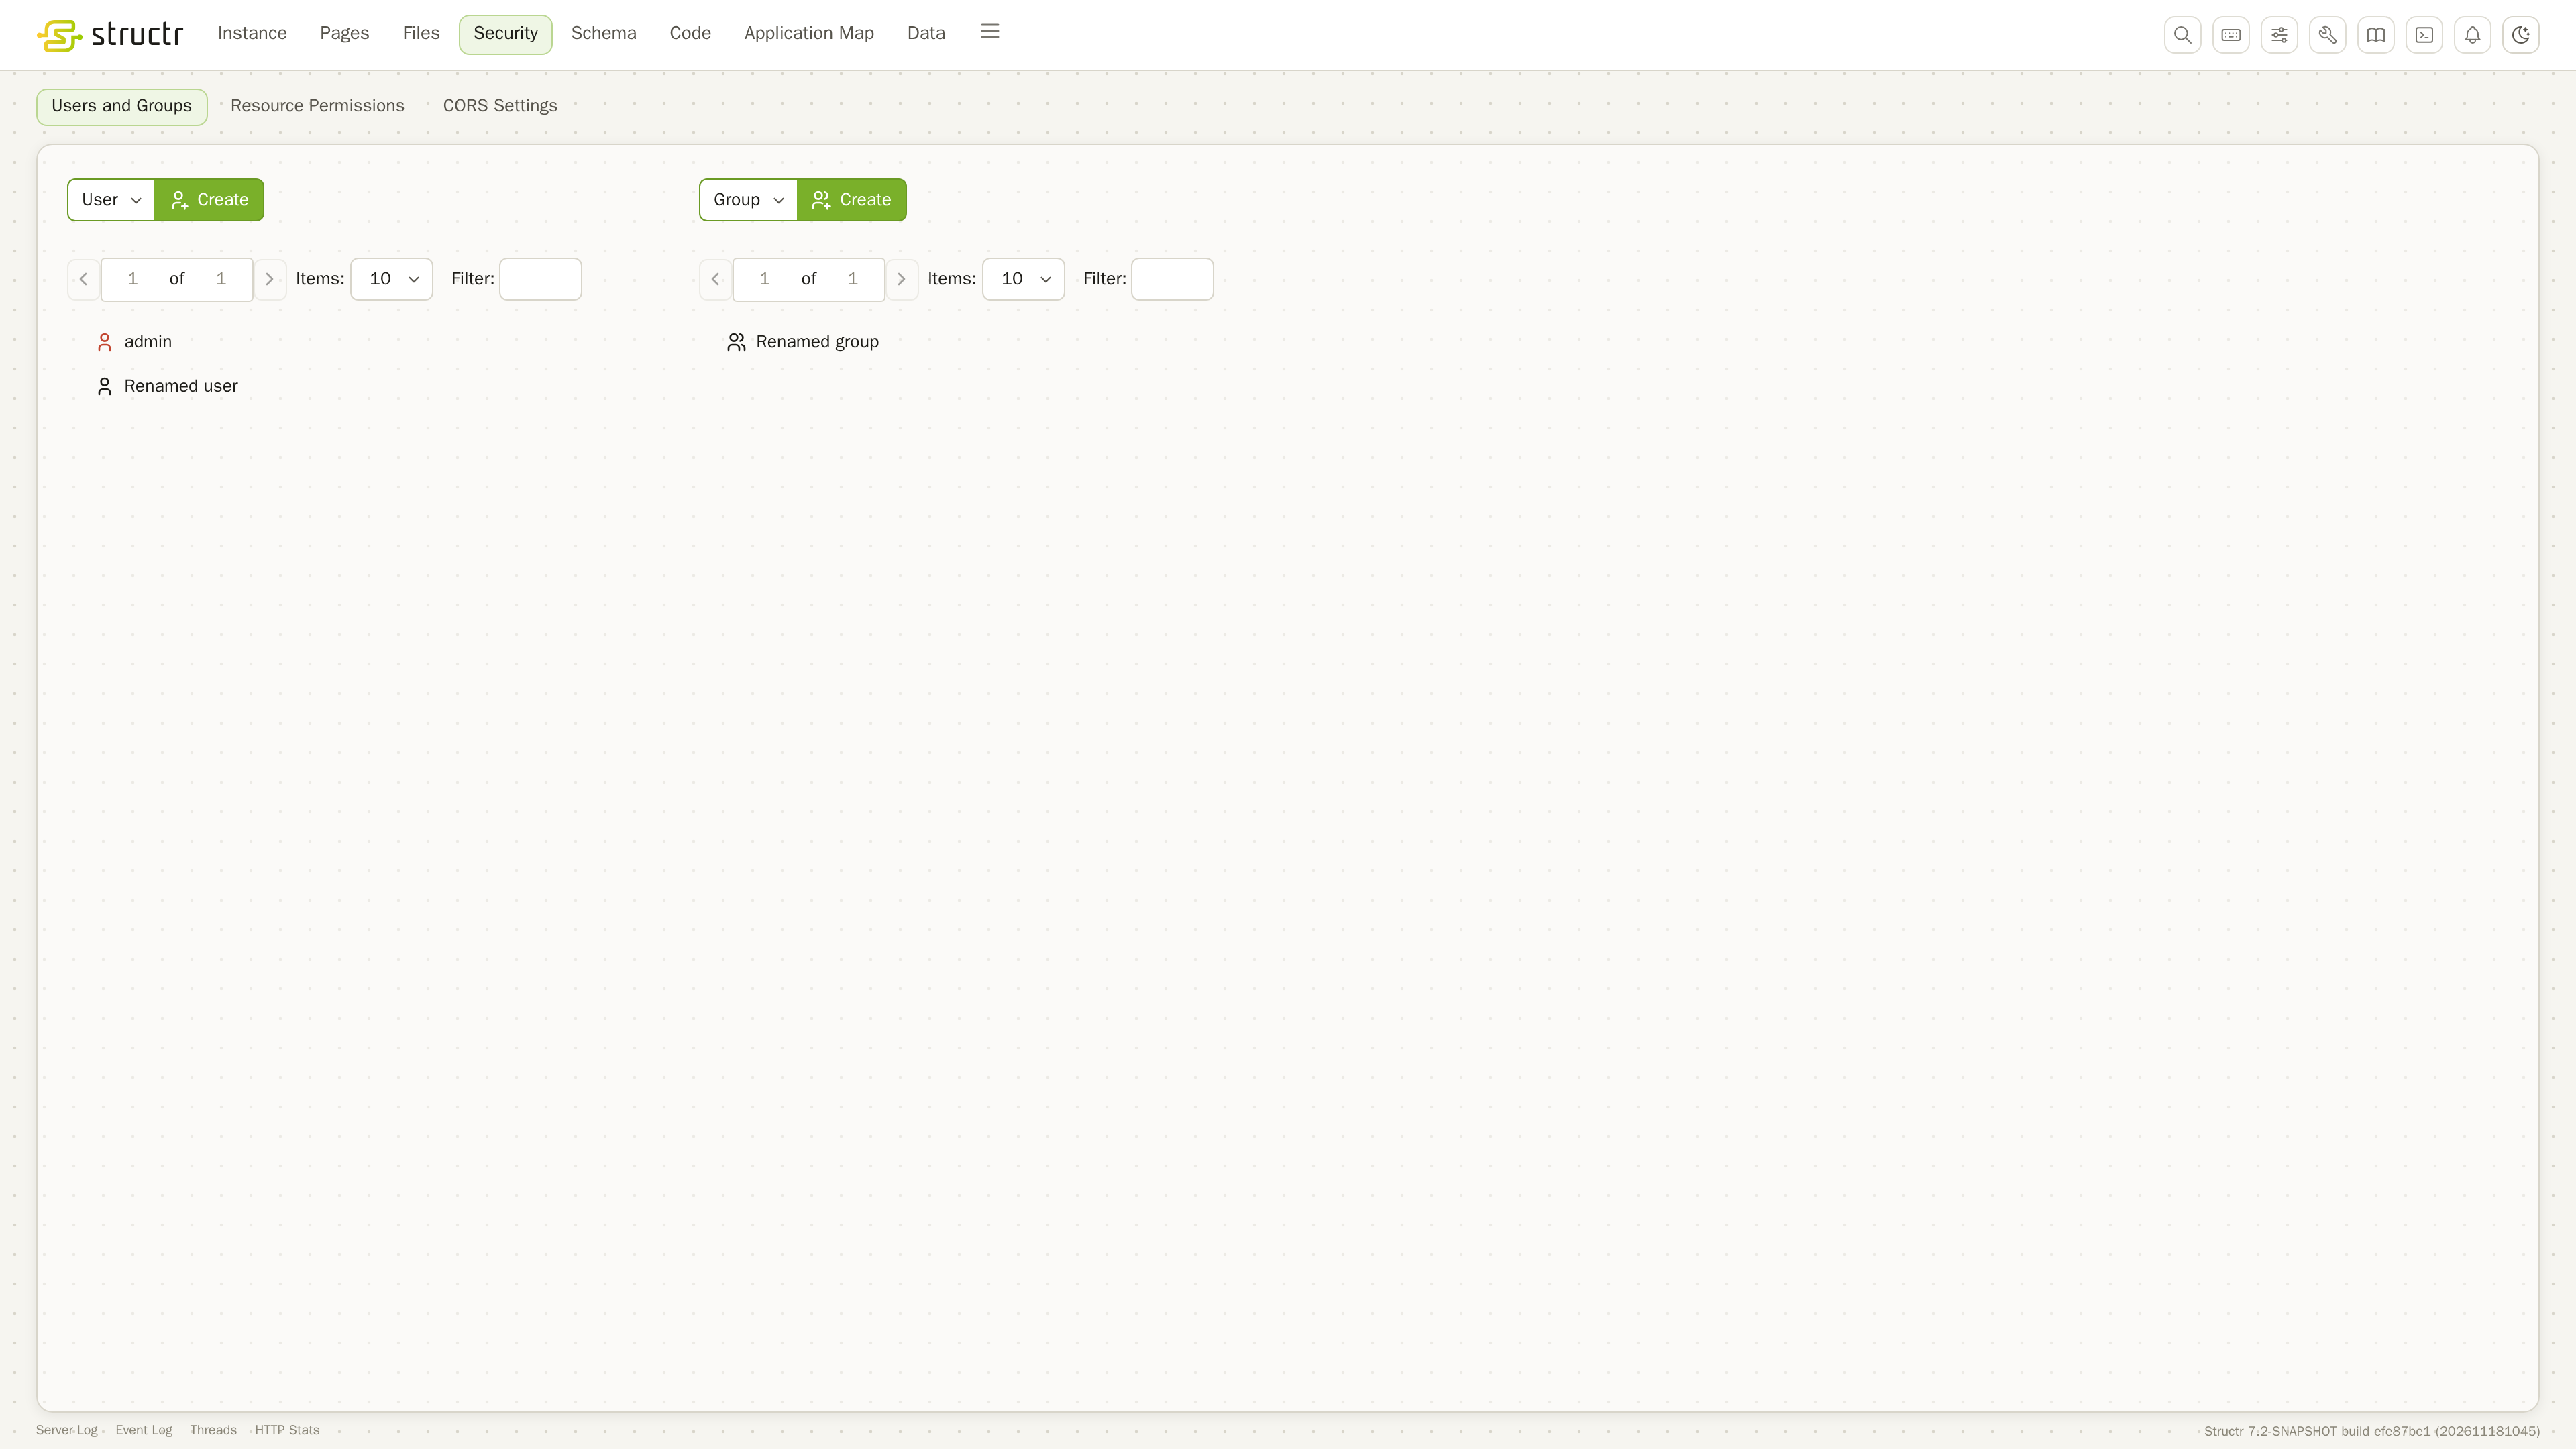 structr Instance Pages Files Security Schema Code Application Map Data
Users and Groups Resource Permissions CORS Settings
User Create Group Create
1 of 1 Items: 10 Filter: 1 of 1 Items: 10 Filter:
admin Renamed group
Renamed user
Server Log Event Log Threads HTTP Stats Structr 7.2-SNAPSHOT build efe87be1 (202611181045)